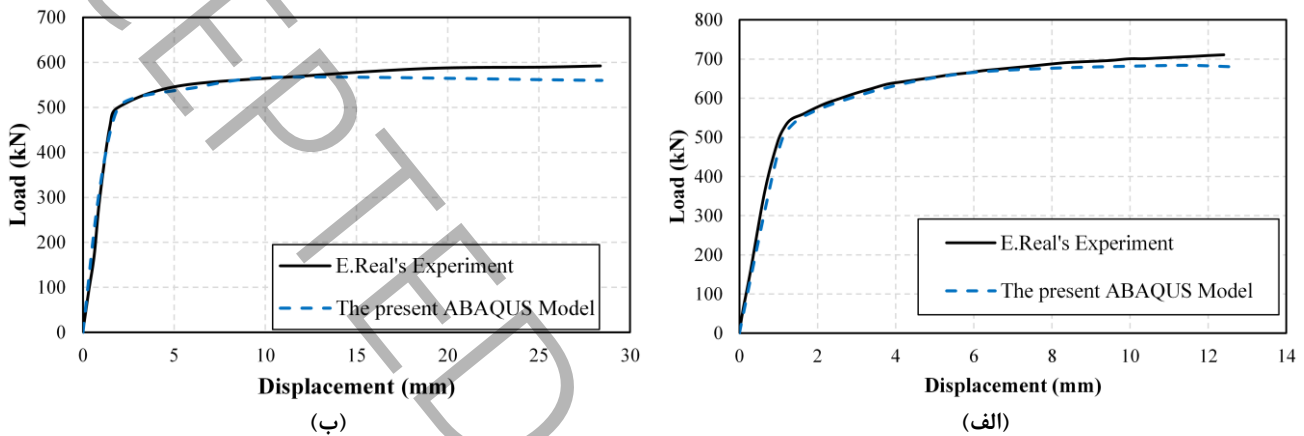 700
600
500
400
300
200
100
0
Load (kN)
0 5 10 15 20 25 30
Displacement (mm)
E.Real's Experiment
The present ABAQUS Model
(ب)
800
700
600
500
400
300
200
100
0
Load (kN)
0 2 4 6 8 10 12 14
Displacement (mm)
E.Real's Experiment
The present ABAQUS Model
(الف)
CEPTED